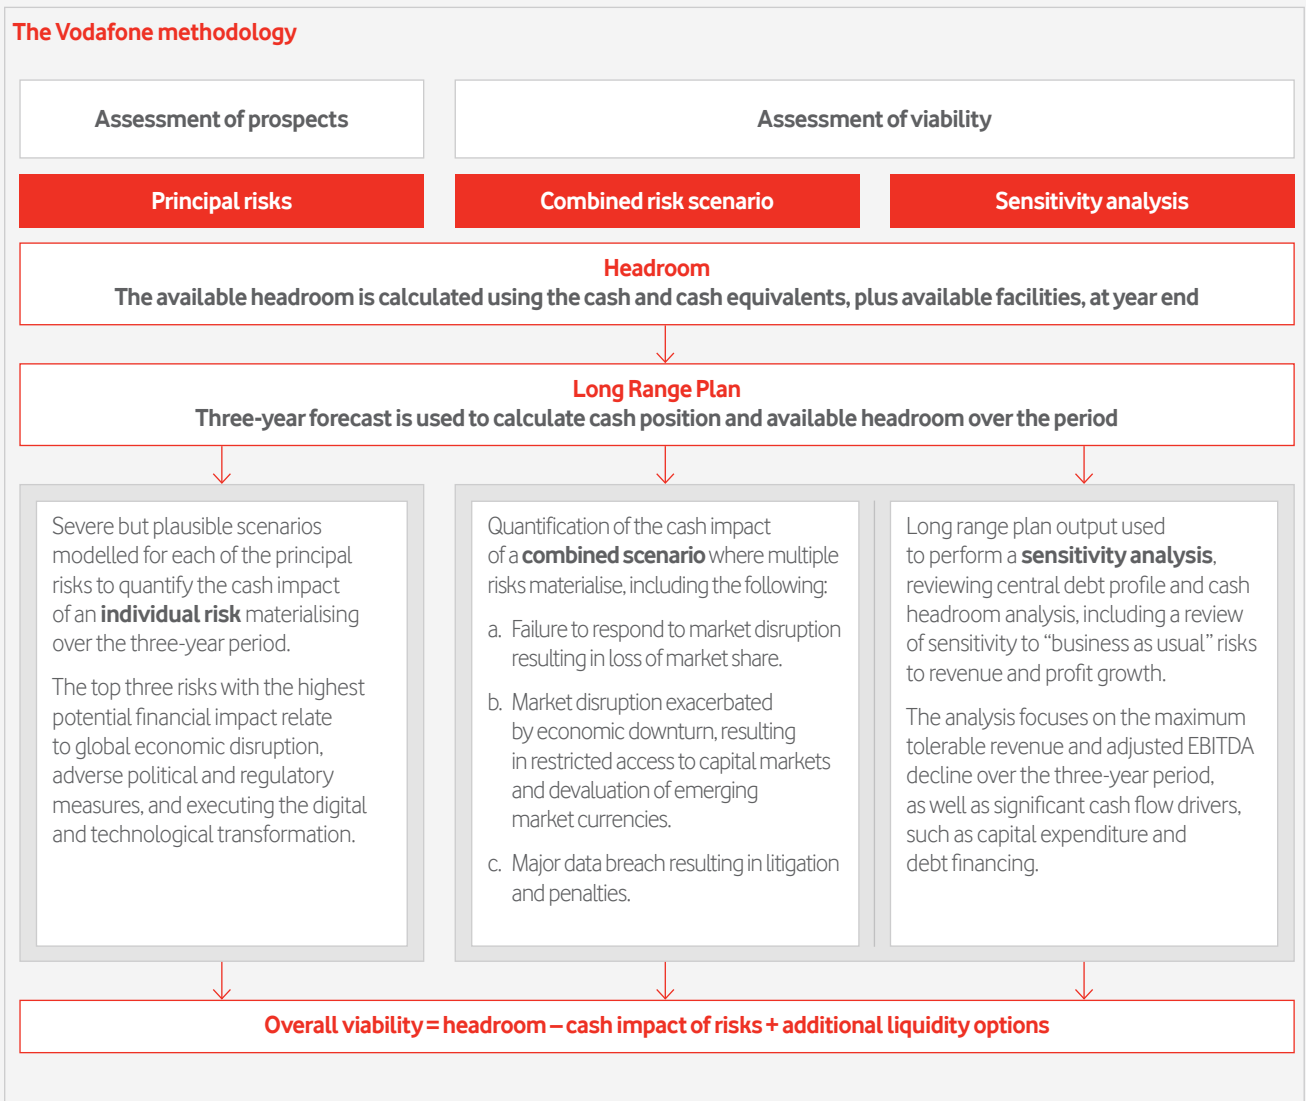 The Vodafone methodology
Assessment of prospects
Assessment of viability
Principal risks
Combined risk scenario
Sensitivity analysis
Headroom
The available headroom is calculated using the cash and cash equivalents, plus available facilities, at year end
Long Range Plan
Three-year forecast is used to calculate cash position and available headroom over the period
Severe but plausible scenarios
modelled for each of the principal
risks to quantify the cash impact
of an individual risk materialising
over the three-year period.
The top three risks with the highest
potential financial impact relate
to global economic disruption,
adverse political and regulatory
measures, and executing the digital
and technological transformation.
Quantification of the cash impact
of a combined scenario where multiple
risks materialise, including the following:
a. Failure to respond to market disruption
resulting in loss of market share.
b. Market disruption exacerbated
by economic downturn, resulting
in restricted access to capital markets
and devaluation of emerging
market currencies.
c. Major data breach resulting in litigation
and penalties.
Long range plan output used
to perform a sensitivity analysis,
reviewing central debt profile and cash
headroom analysis, including a review
of sensitivity to “business as usual” risks
to revenue and profit growth.
The analysis focuses on the maximum
tolerable revenue and adjusted EBITDA
decline over the three-year period,
as well as significant cash flow drivers,
such as capital expenditure and
debt financing.
Overall viability = headroom – cash impact of risks + additional liquidity options